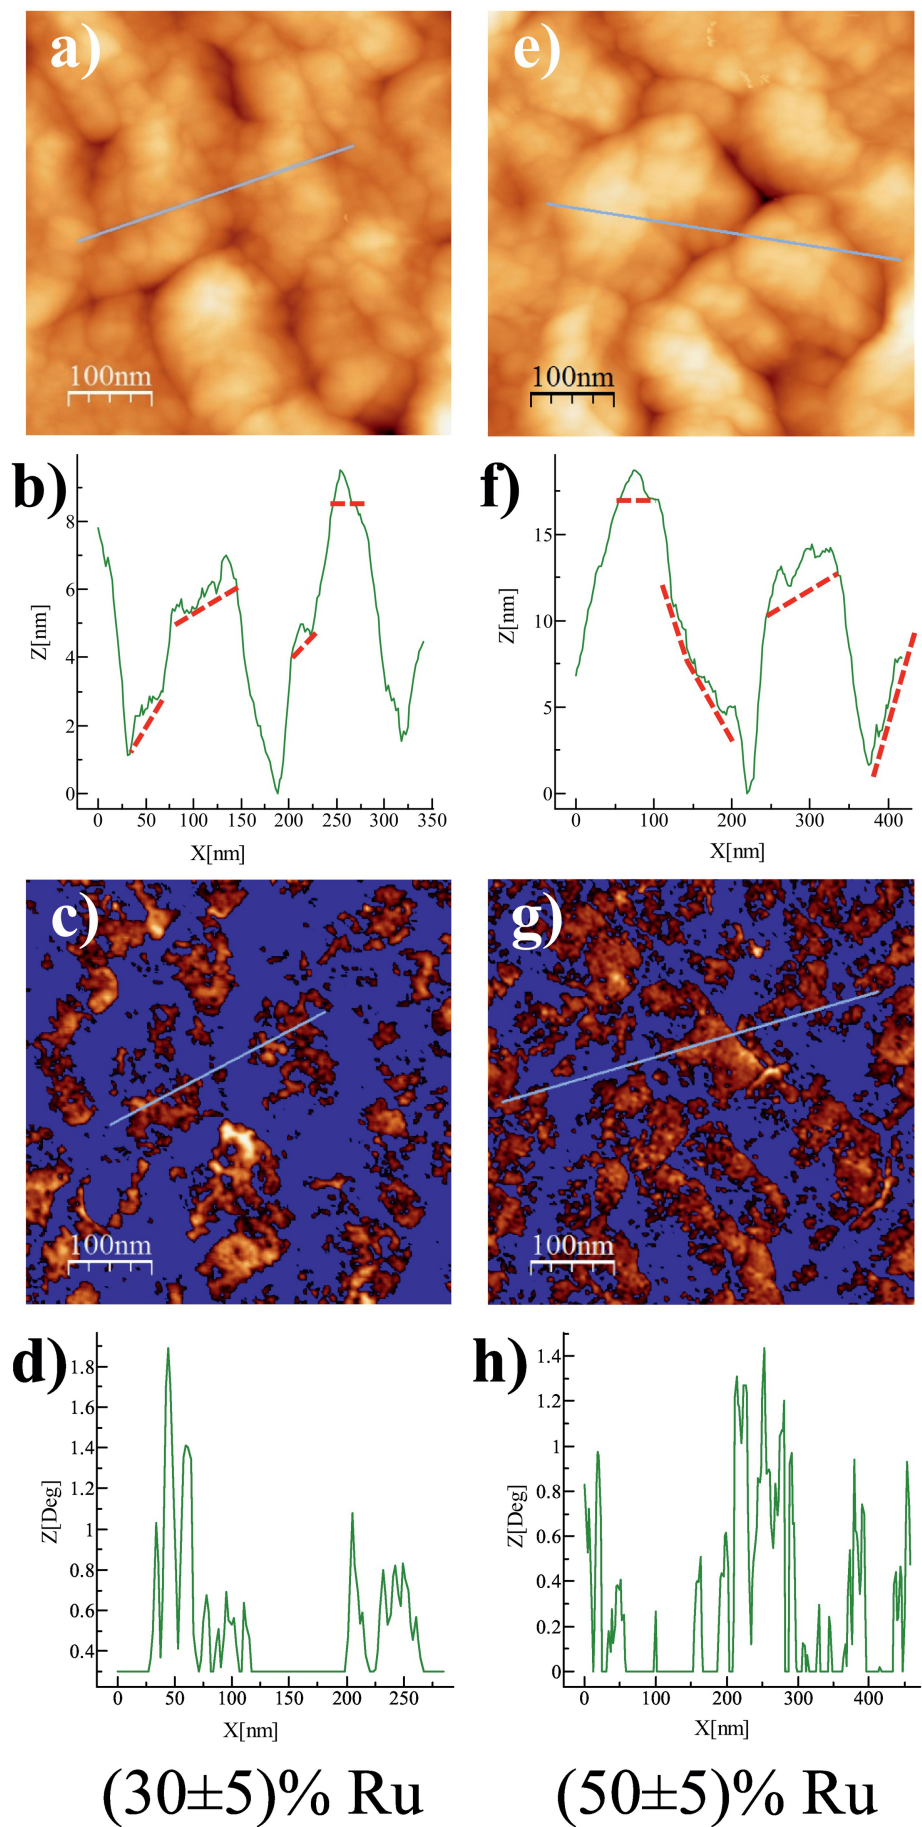 a)
100nm
e)
100nm
b)
8
6
4
2
0
Z[nm]
0 50 100 150 200 250 300 350
X[nm]
f)
15
10
5
0
Z[nm]
0 100 200 300 400
X[nm]
c)
100nm
g)
100nm
d)
1.8
1.6
1.4
1.2
1
0.8
0.6
0.4
Z[Deg]
0 50 100 150 200 250
X[nm]
h)
1.4
1.2
1
0.8
0.6
0.4
0.2
0
Z[Deg]
0 100 200 300 400
X[nm]
(30±5)% Ru
(50±5)% Ru